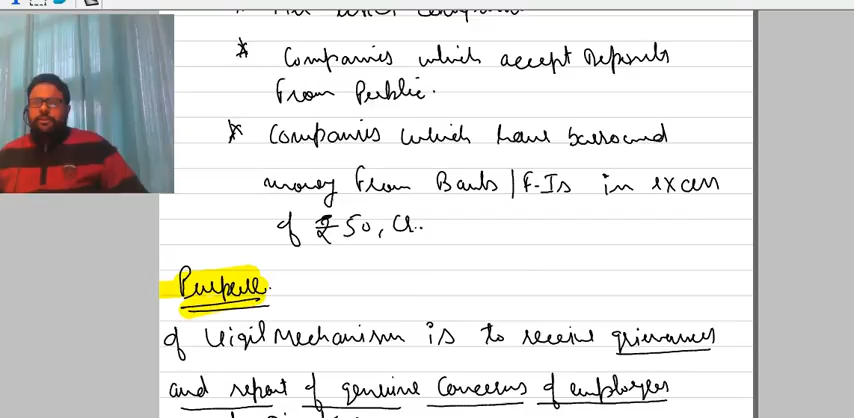 * Companies which accept Deposits
From Public.
* Companies which have borrowed
money From Banks | F.Is in excess
of ₹ 50, Cr..
Purpose.
of Vigil Mechanism is to receive grievances
and report of genuine Concerns of employees